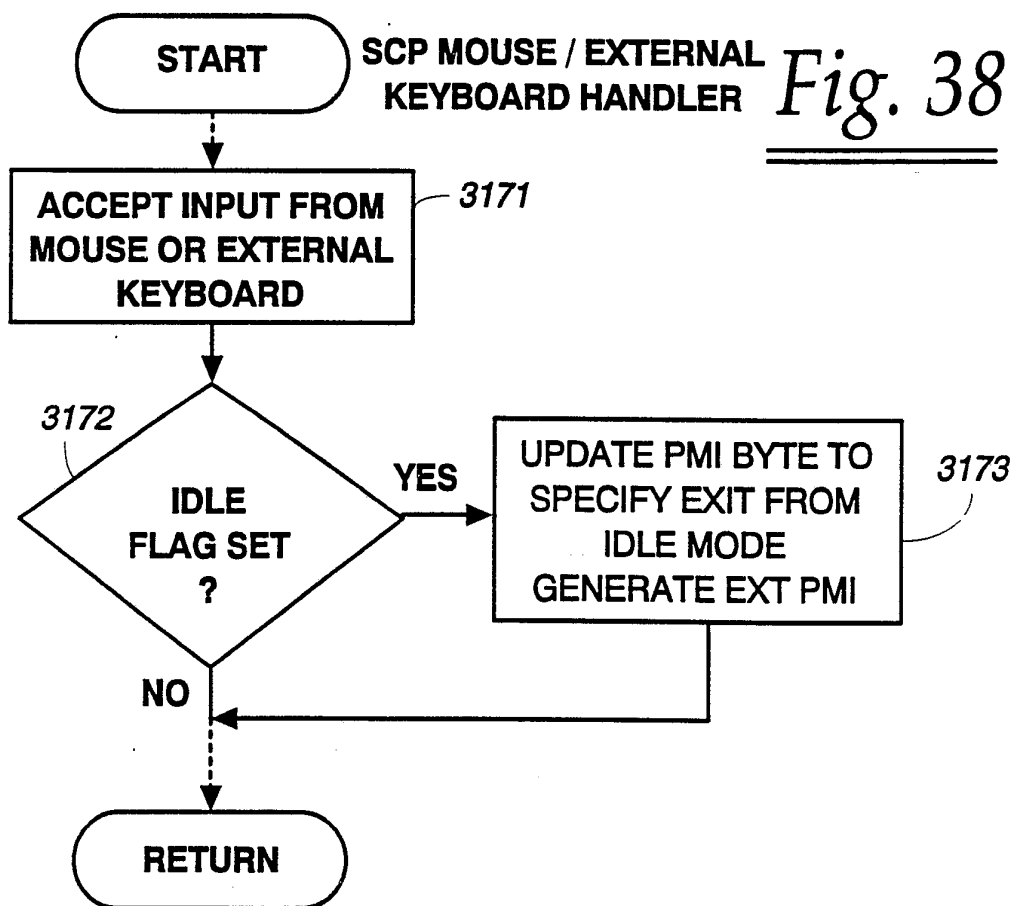 START
SCP MOUSE / EXTERNAL
KEYBOARD HANDLER
Fig. 38
ACCEPT INPUT FROM
MOUSE OR EXTERNAL
KEYBOARD
3171
3172
IDLE
FLAG SET
?
YES
UPDATE PMI BYTE TO
SPECIFY EXIT FROM
IDLE MODE
GENERATE EXT PMI
3173
NO
RETURN